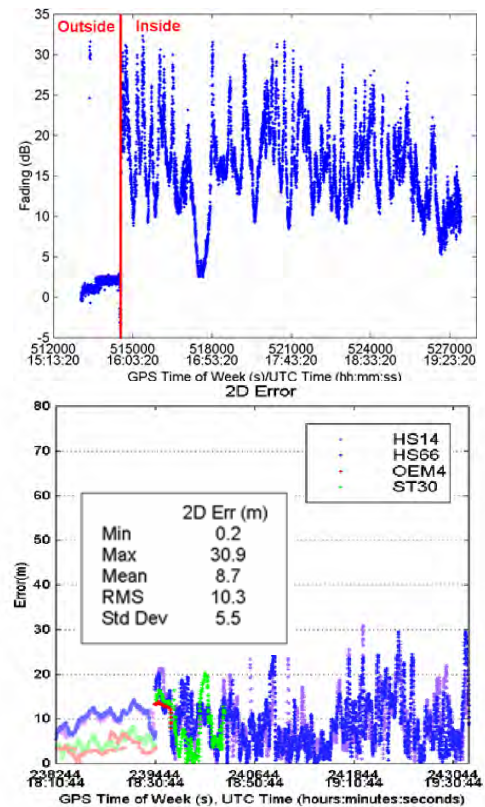 Outside Inside
35
30
25
20
15
10
5
0
-5
Fading (dB)
512000 515000 518000 521000 524000 527000
15:13:20 16:03:20 16:53:20 17:43:20 18:33:20 19:23:20
GPS Time of Week (s)/UTC Time (hh:mm:ss)
2D Error
80
70
60
50
40
30
20
10
0
Error(m)
HS14
HS66
OEM4
ST30
2D Err (m)
Min 0.2
Max 30.9
Mean 8.7
RMS 10.3
Std Dev 5.5
238244 239444 240644 241844 243044
18:10:44 18:30:44 18:50:44 19:10:44 19:30:44
GPS Time of Week (s), UTC Time (hours:minutes:seconds)